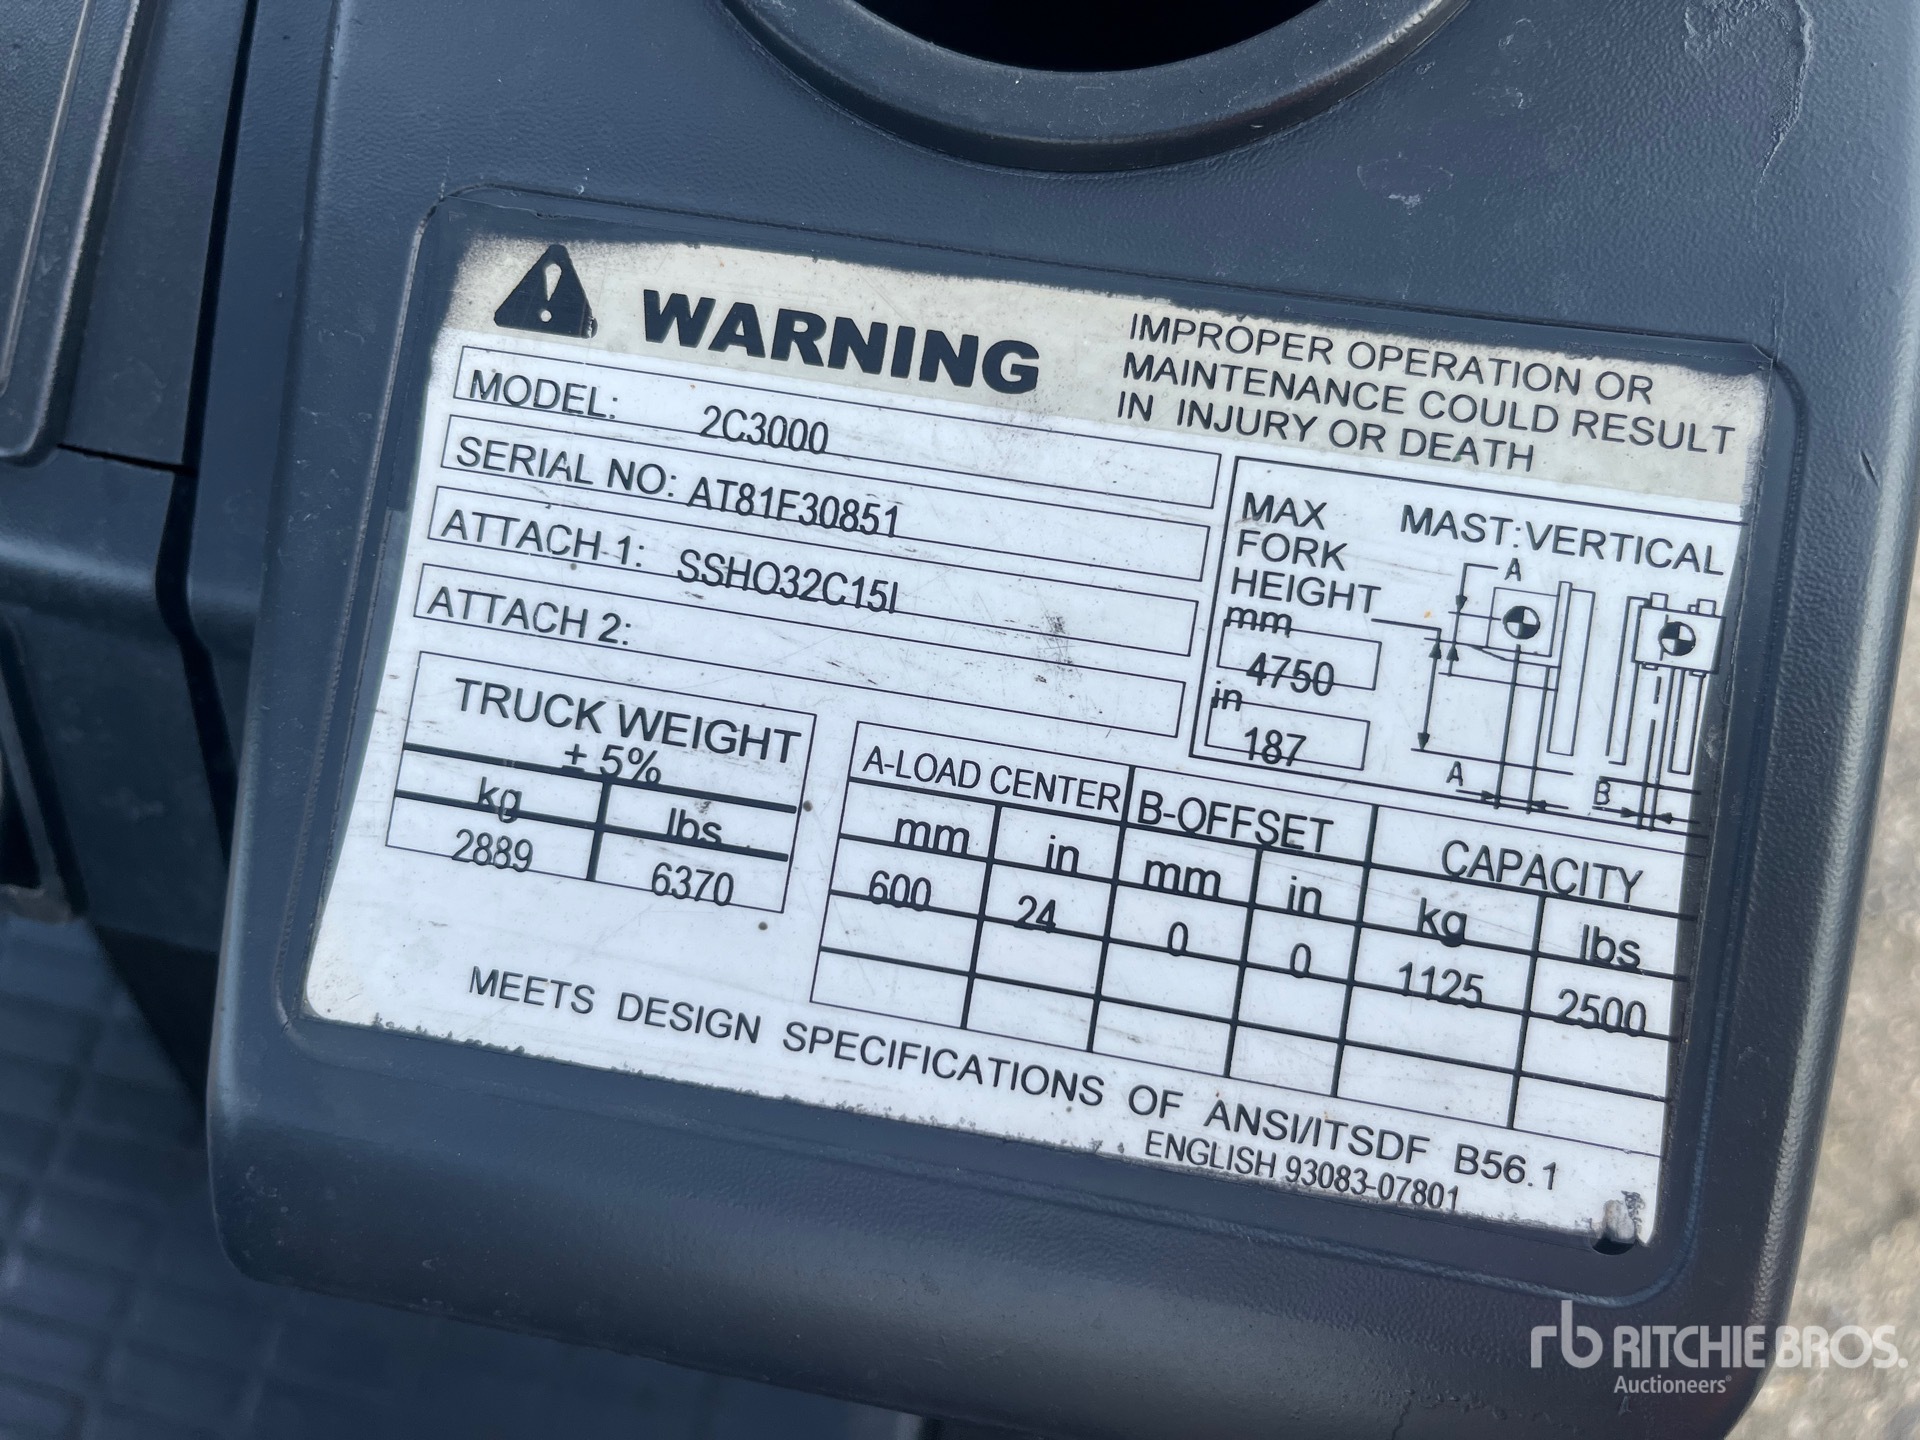 WARNING
IMPROPER OPERATION OR
MAINTENANCE COULD RESULT
IN INJURY OR DEATH
MODEL: 2C3000
SERIAL NO: AT81F30851
ATTACH 1: SSHO32C15I
ATTACH 2:
MAX
FORK
HEIGHT
MAST: VERTICAL
mm
4750
in
187
A
A
B
TRUCK WEIGHT
± 5%
kg lbs
2889 6370
A-LOAD CENTER B-OFFSET CAPACITY
mm in mm in kg lbs
600 24 0 0 1125 2500
MEETS DESIGN SPECIFICATIONS OF ANSI/ITSDF B56.1
ENGLISH 93083-07801
rb RITCHIE BROS.
Auctioneers